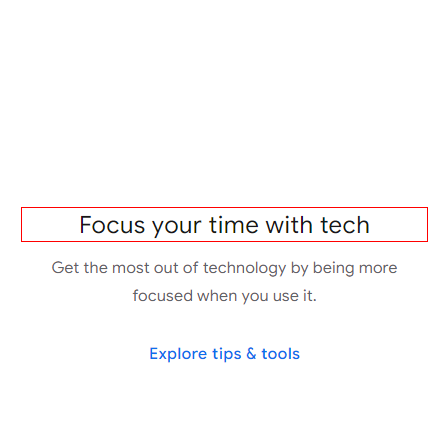 Focus your time with tech
Get the most out of technology by being more
focused when you use it.
Explore tips & tools